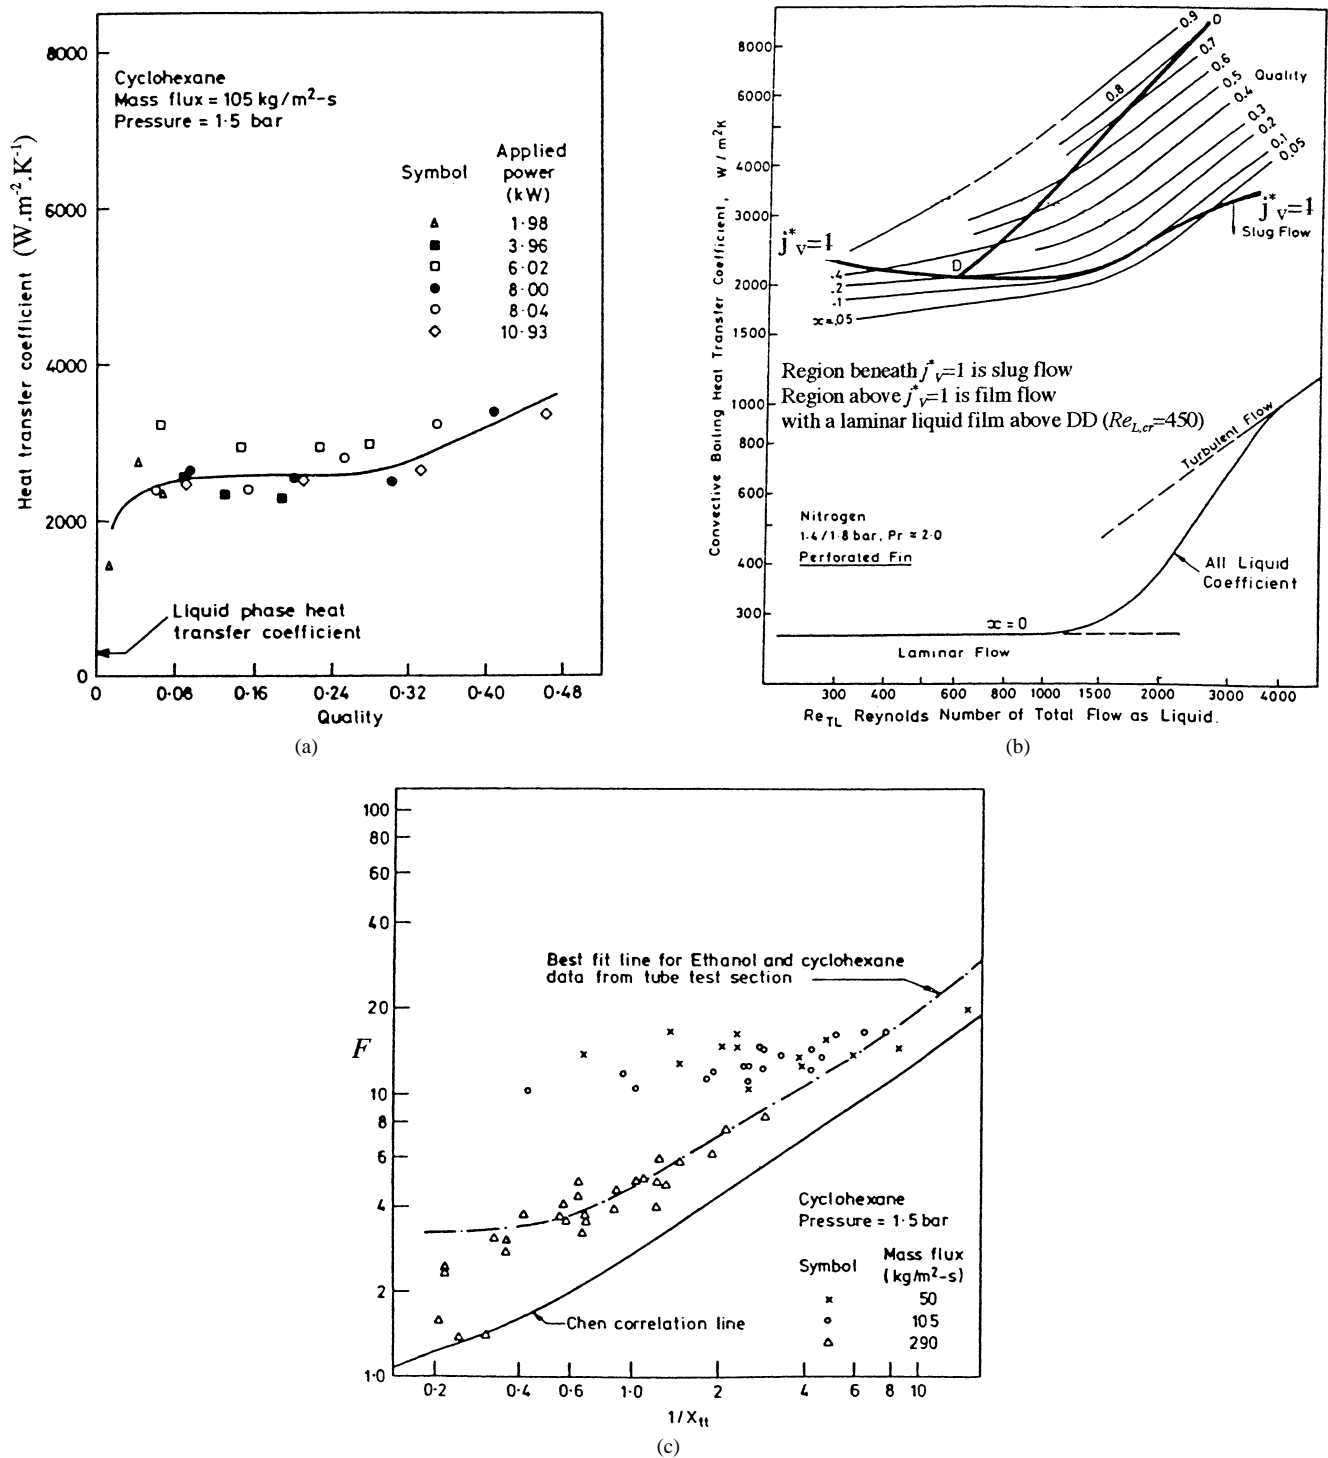 8000
6000
4000
2000
0
Heat transfer coefficient (W.m⁻².K⁻¹)
Cyclohexane
Mass flux = 105 kg/m²-s
Pressure = 1·5 bar
Symbol
Applied
power
(kW)
1·98
3·96
6·02
8·00
8·04
10·93
Liquid phase heat
transfer coefficient
0 0·08 0·16 0·24 0·32 0·40 0·48
Quality
(a)
Convective Boiling Heat Transfer Coefficient, W/m²K
8000
6000
4000
3000
2000
1500
1000
800
600
400
300
0.9
D
0.7
0.8
0.6
0.5
Quality
0.4
0.3
0.2
0.1
0.05
j*V=1
j*V=1
Slug Flow
D
.4
.2
.1
x=.05
Region beneath j*V=1 is slug flow
Region above j*V=1 is film flow
with a laminar liquid film above DD (ReL,cr=450)
Turbulent Flow
Nitrogen
1·4/1·8 bar, Pr ≈ 2·0
Perforated Fin
All Liquid
Coefficient
x=0
Laminar Flow
300 400 600 800 1000 1500 2000 3000 4000
ReTL Reynolds Number of Total Flow as Liquid.
(b)
100
80
60
40
20
10
8
6
4
2
1·0
F
Best fit line for Ethanol and cyclohexane
data from tube test section
Cyclohexane
Pressure = 1·5 bar
Symbol
Mass flux
(kg/m²-s)
50
105
290
Chen correlation line
0·2 0·4 0·6 1·0 2 4 6 8 10
1/Xtt
(c)